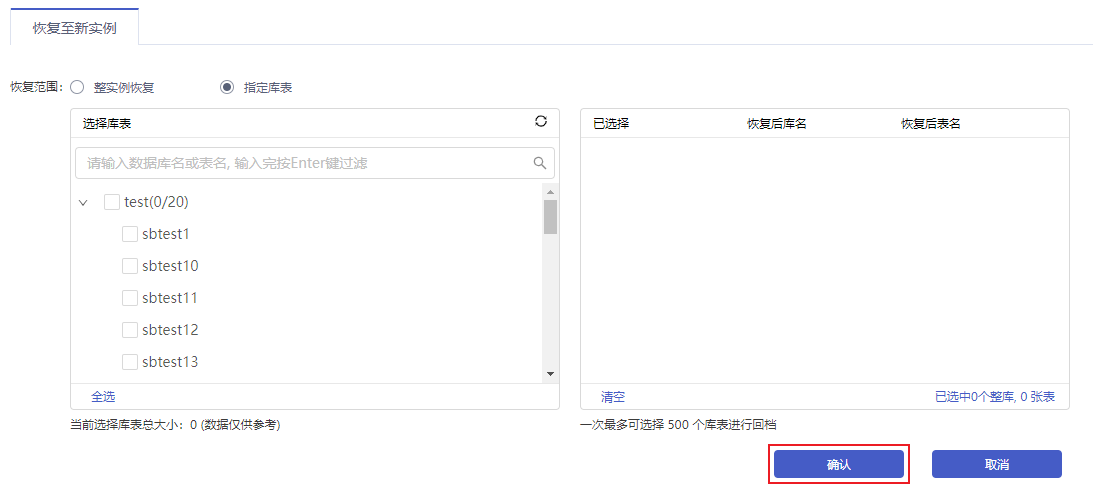 恢复至新实例
恢复范围: 整实例恢复 指定库表
选择库表
请输入数据库名或表名, 输入完按Enter键过滤
test(0/20)
sbtest1
sbtest10
sbtest11
sbtest12
sbtest13
全选
当前选择库表总大小: 0 (数据仅供参考)
已选择 恢复后库名 恢复后表名
清空 已选中0个整库, 0 张表
一次最多可选择 500 个库表进行回档
确认 取消